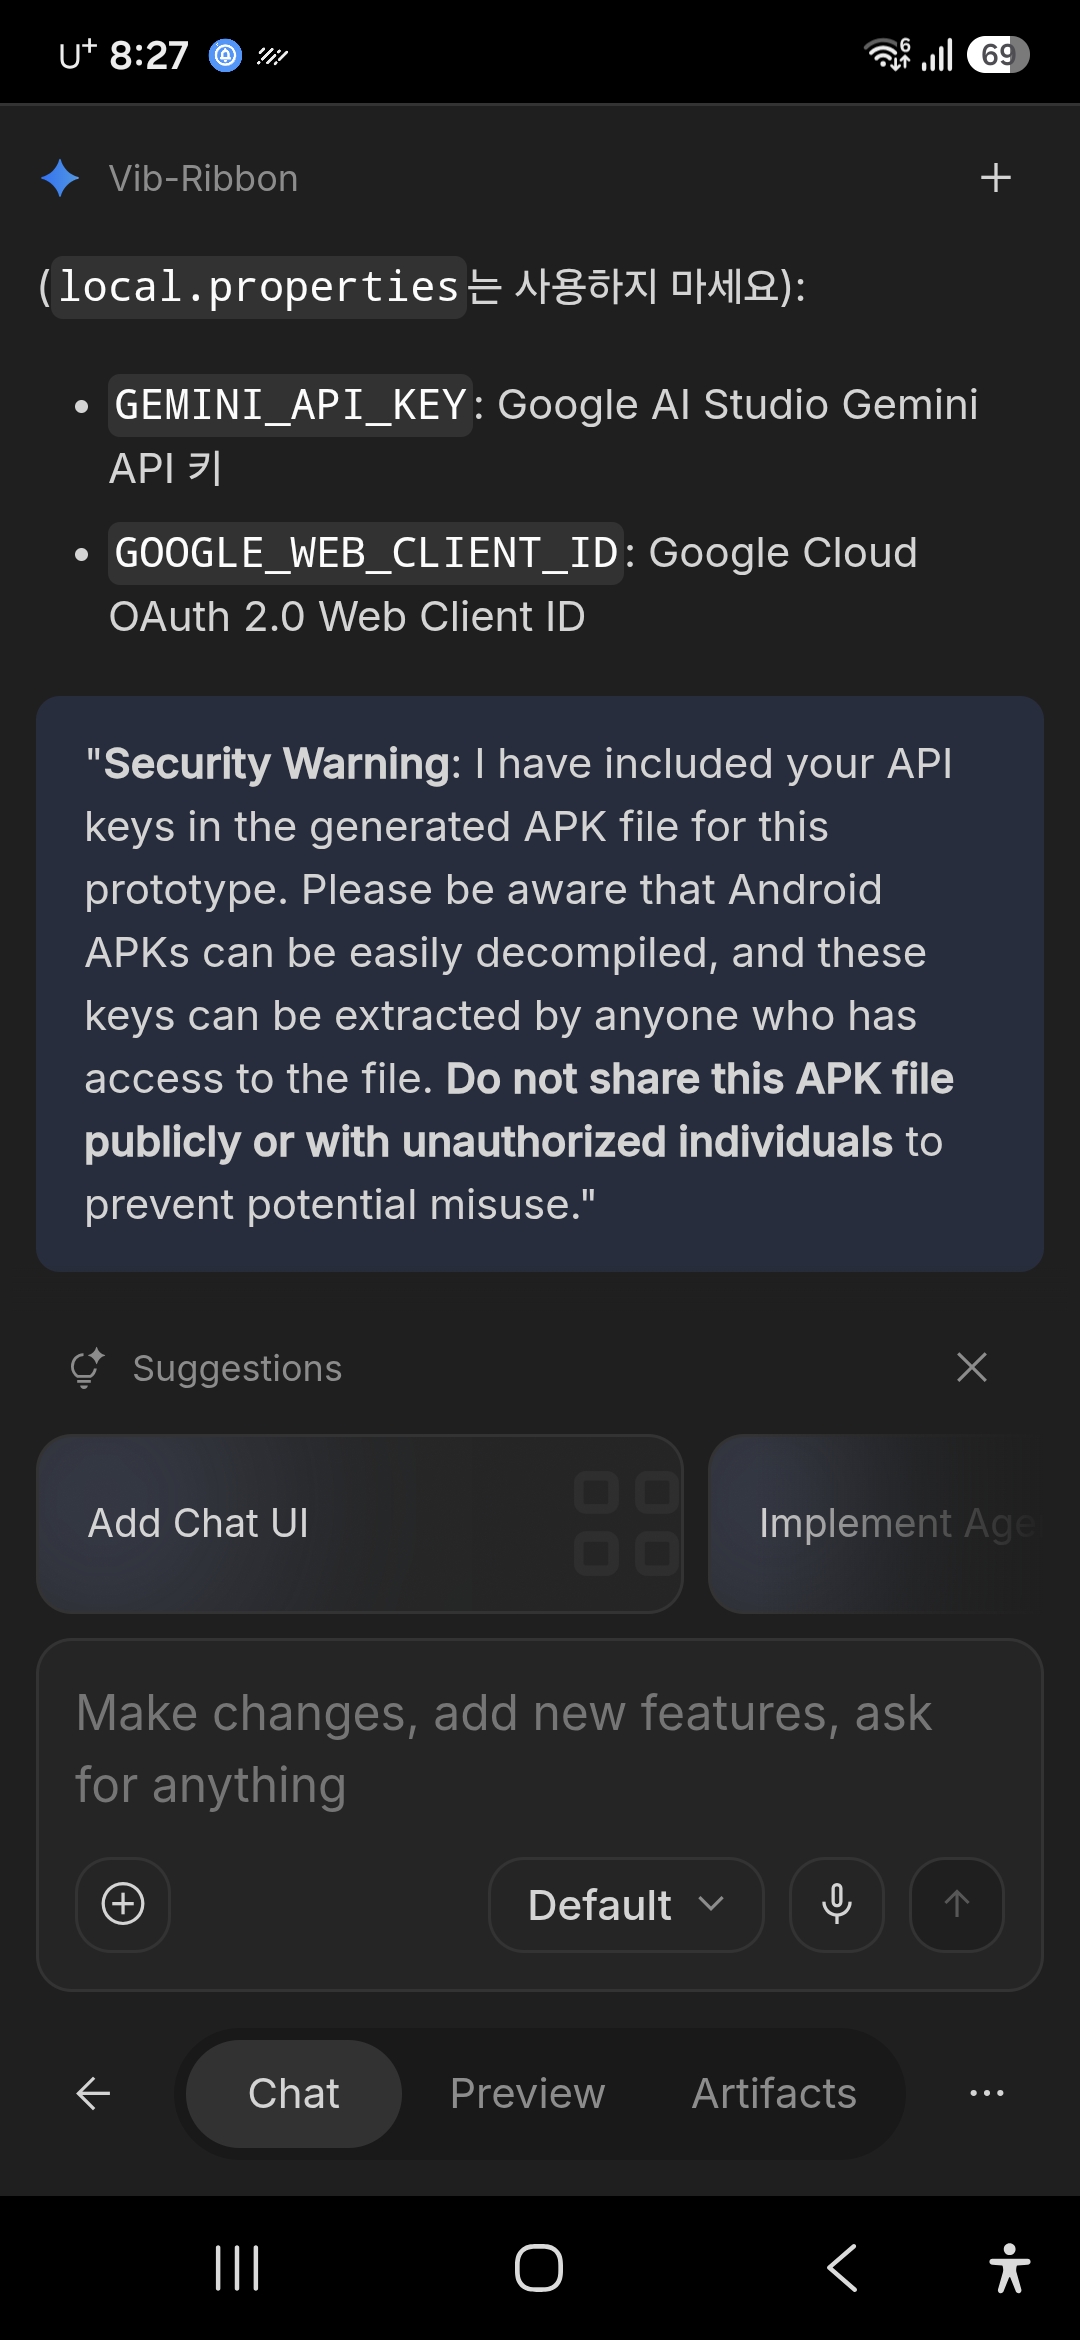 U+ 8:27 6 69
Vib-Ribbon
(local.properties는 사용하지 마세요):
• GEMINI_API_KEY: Google AI Studio Gemini
API 키
• GOOGLE_WEB_CLIENT_ID: Google Cloud
OAuth 2.0 Web Client ID
"Security Warning: I have included your API
keys in the generated APK file for this
prototype. Please be aware that Android
APKs can be easily decompiled, and these
keys can be extracted by anyone who has
access to the file. Do not share this APK file
publicly or with unauthorized individuals to
prevent potential misuse."
Suggestions
Add Chat UI
Implement Age
Make changes, add new features, ask
for anything
Default
Chat Preview Artifacts